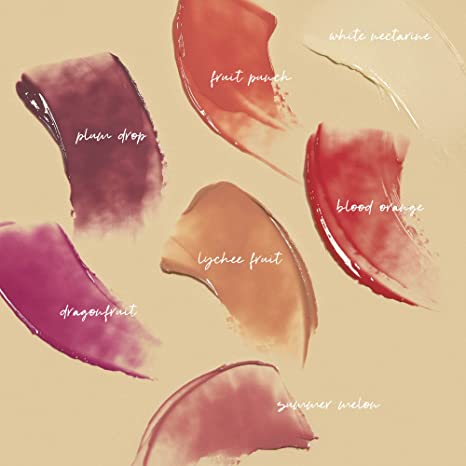 white nectarine
fruit punch
plum drop
blood orange
lychee fruit
dragonfruit
summer melon